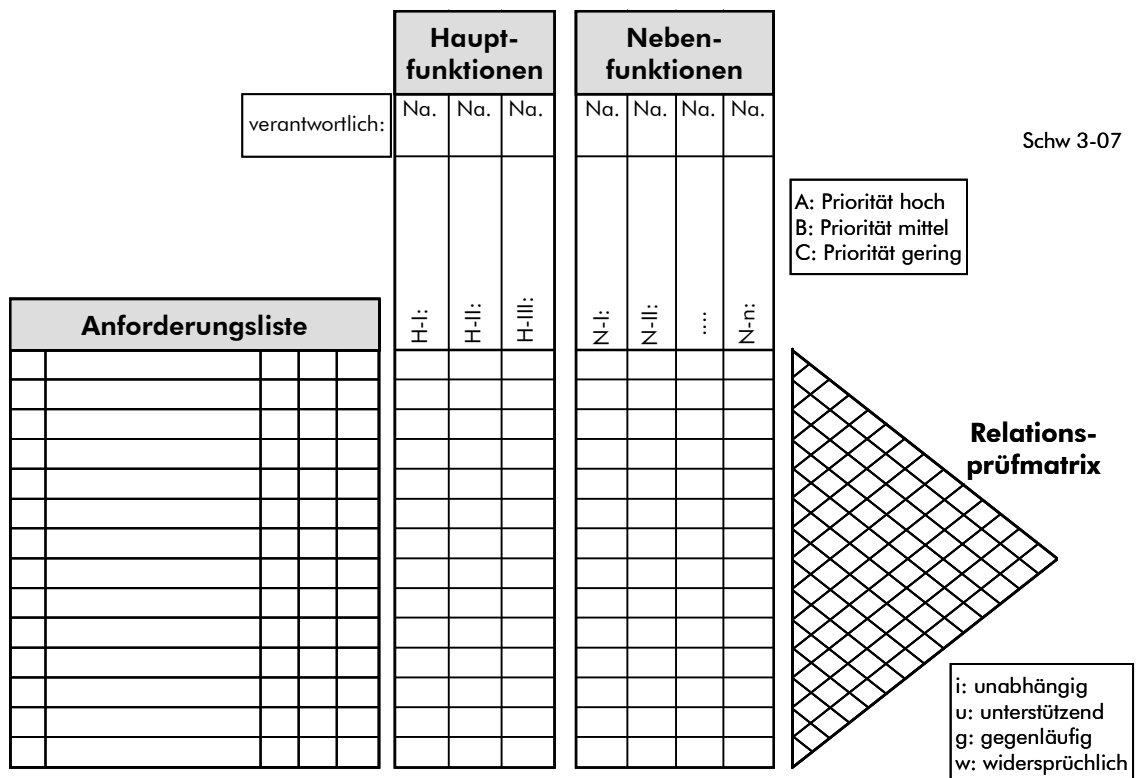 Haupt-
funktionen
Neben-
funktionen
verantwortlich:
Na. Na. Na.
Na. Na. Na. Na.
Schw 3-07
A: Priorität hoch
B: Priorität mittel
C: Priorität gering
Anforderungsliste
H-I:
H-II:
H-III:
N-I:
N-II:
....
N-n:
Relations-
prüfmatrix
i: unabhängig
u: unterstützend
g: gegenläufig
w: widersprüchlich